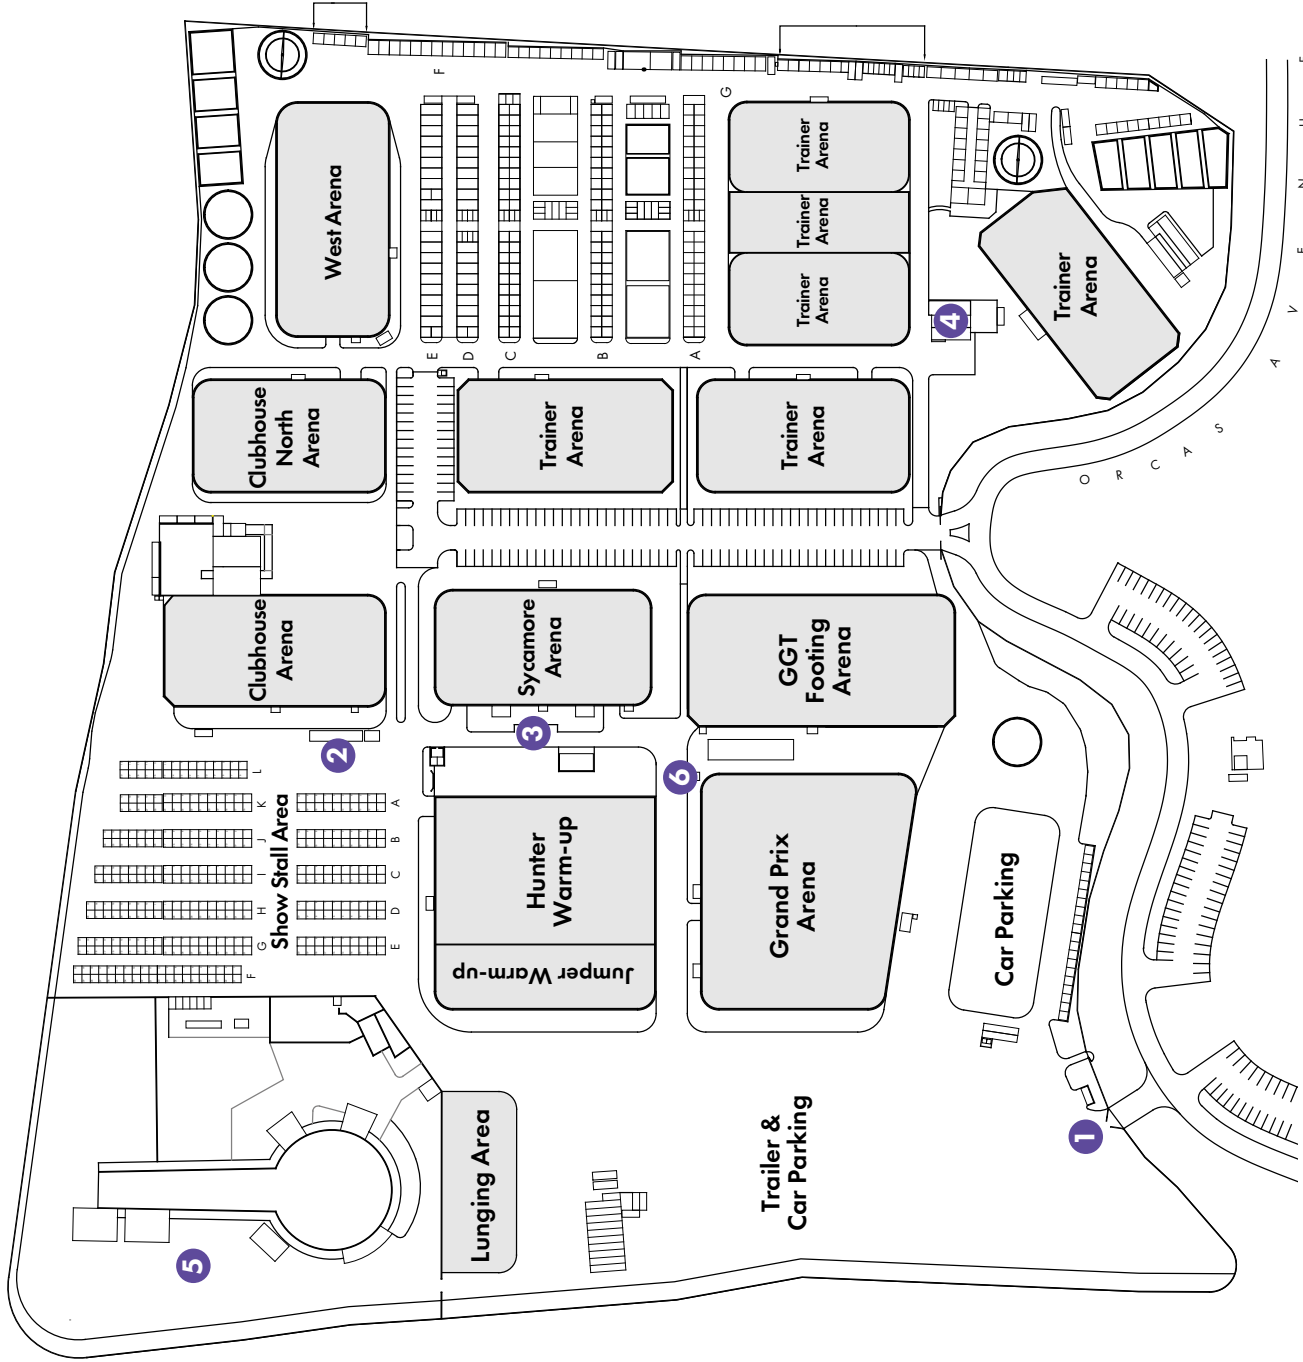 F
G
West Arena
Trainer
Arena
Trainer
Arena
Trainer
Arena
Trainer
Arena
4
E
D
C
B
A
Clubhouse
North
Arena
Trainer
Arena
Trainer
Arena
ORCAS AVENUE
Clubhouse
Arena
Sycamore
Arena
GGT
Footing
Arena
2
3
6
L
K
J
I
H
G
F
Show Stall Area
A
B
C
D
E
Hunter
Warm-up
Jumper Warm-up
Grand Prix
Arena
Car Parking
Lunging Area
Trailer &
Car Parking
1
5